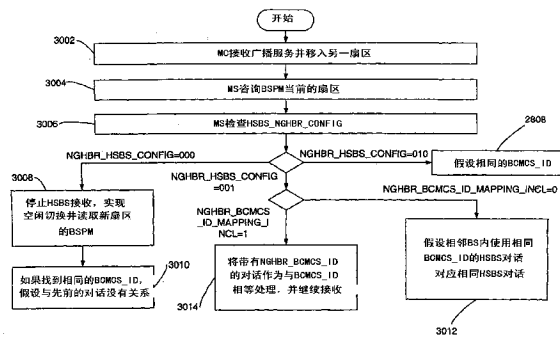 开始
3002
MC接收广播服务并移入另一扇区
3004
MS咨询BSPM当前的扇区
3006
MS检查HSBS_NGHBR_CONFIG
2808
NGHBR_HSBS_CONFIG=000
NGHBR_HSBS_CONFIG=010
假设相同的BCMCS_ID
3008
NGHBR_HSBS_CONFIG
=001
NGHBR_BCMCS_ID_MAPPING_INCL=0
停止HSBS接收，实现
空闲切换并读取新扇区
的BSPM
NGHBR_BCMCS
_ID_MAPPING_I
NCL=1
如果找到相同的BCMCS_ID，
假设与先前的对话没有关系
3010
将带有NGHBR_BCMCS_ID
的对话作为与BCMCS_ID
相等处理，并继续接收
3014
假设相邻BS内使用相同
BCMCS_ID的HSBS对话
对应相同HSBS对话
3012